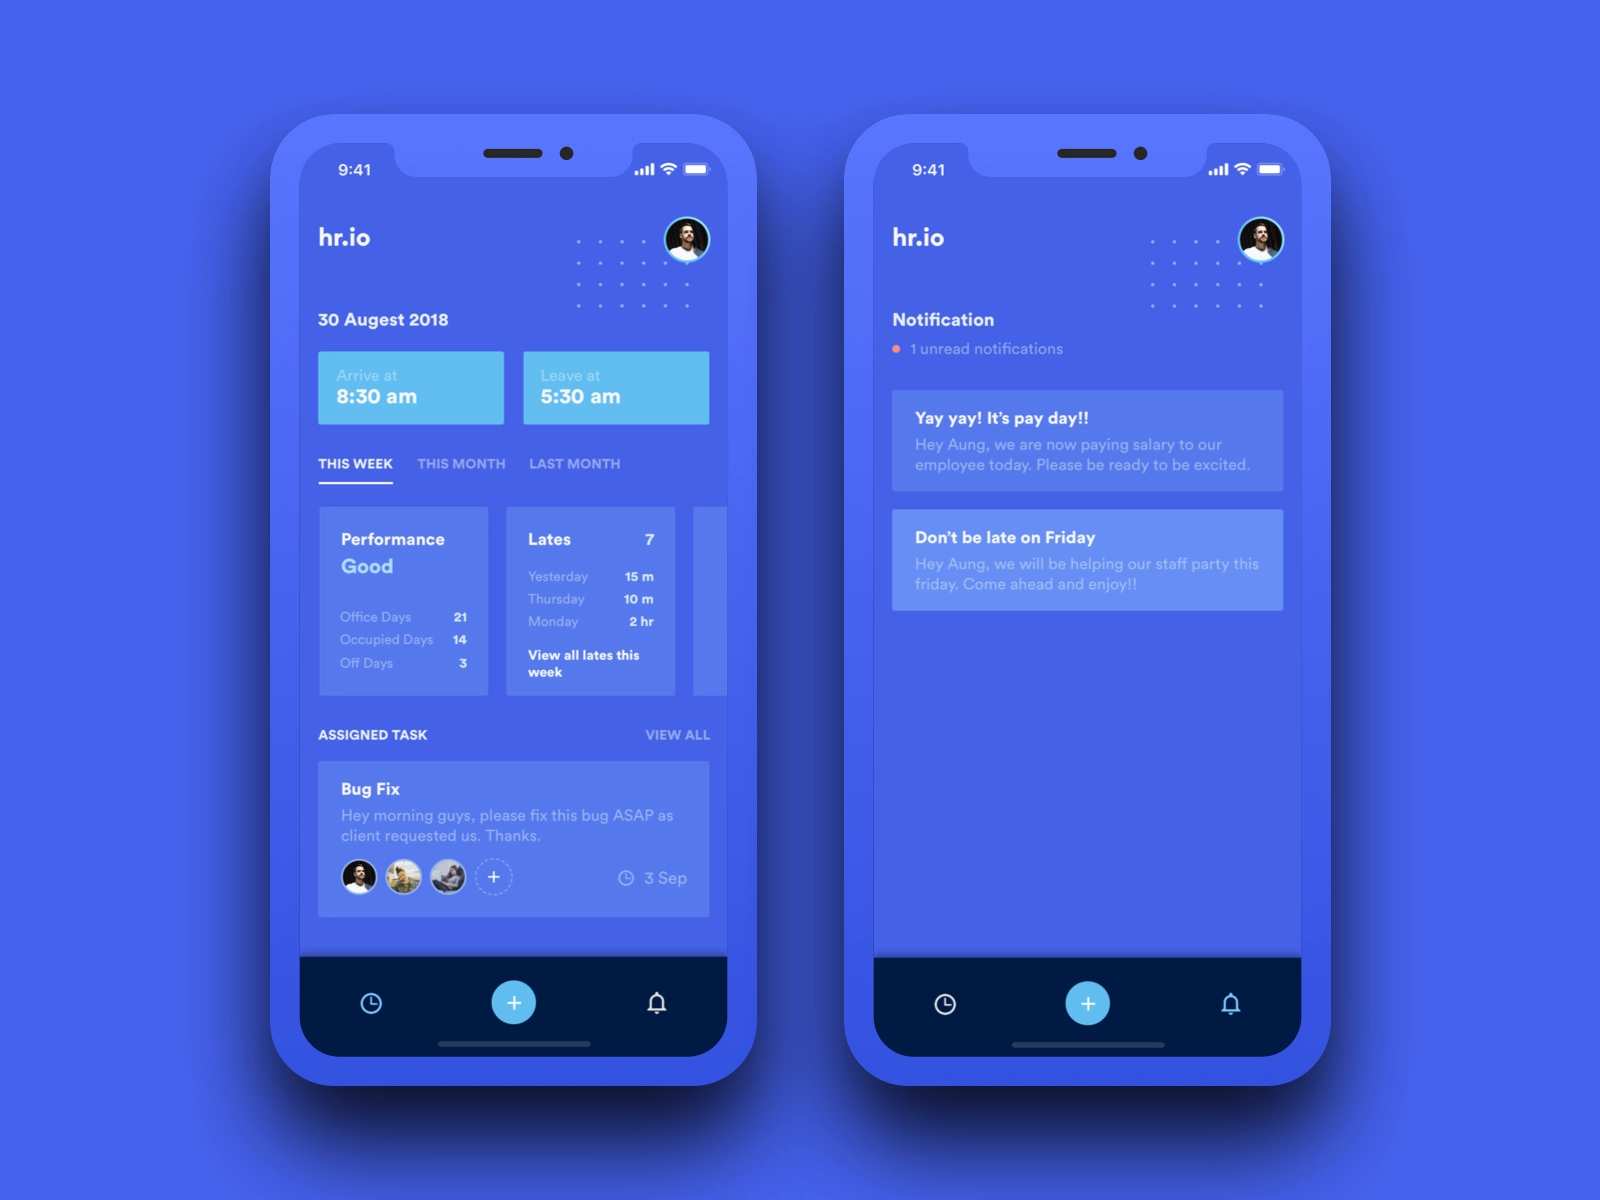 9:41
hr.io
30 Augest 2018
Arrive at
8:30 am
Leave at
5:30 am
THIS WEEK THIS MONTH LAST MONTH
Performance
Good
Office Days 21
Occupied Days 14
Off Days 3
Lates 7
Yesterday 15 m
Thursday 10 m
Monday 2 hr
View all lates this
week
ASSIGNED TASK VIEW ALL
Bug Fix
Hey morning guys, please fix this bug ASAP as
client requested us. Thanks.
3 Sep
9:41
hr.io
Notification
1 unread notifications
Yay yay! It's pay day!!
Hey Aung, we are now paying salary to our
employee today. Please be ready to be excited.
Don't be late on Friday
Hey Aung, we will be helping our staff party this
friday. Come ahead and enjoy!!